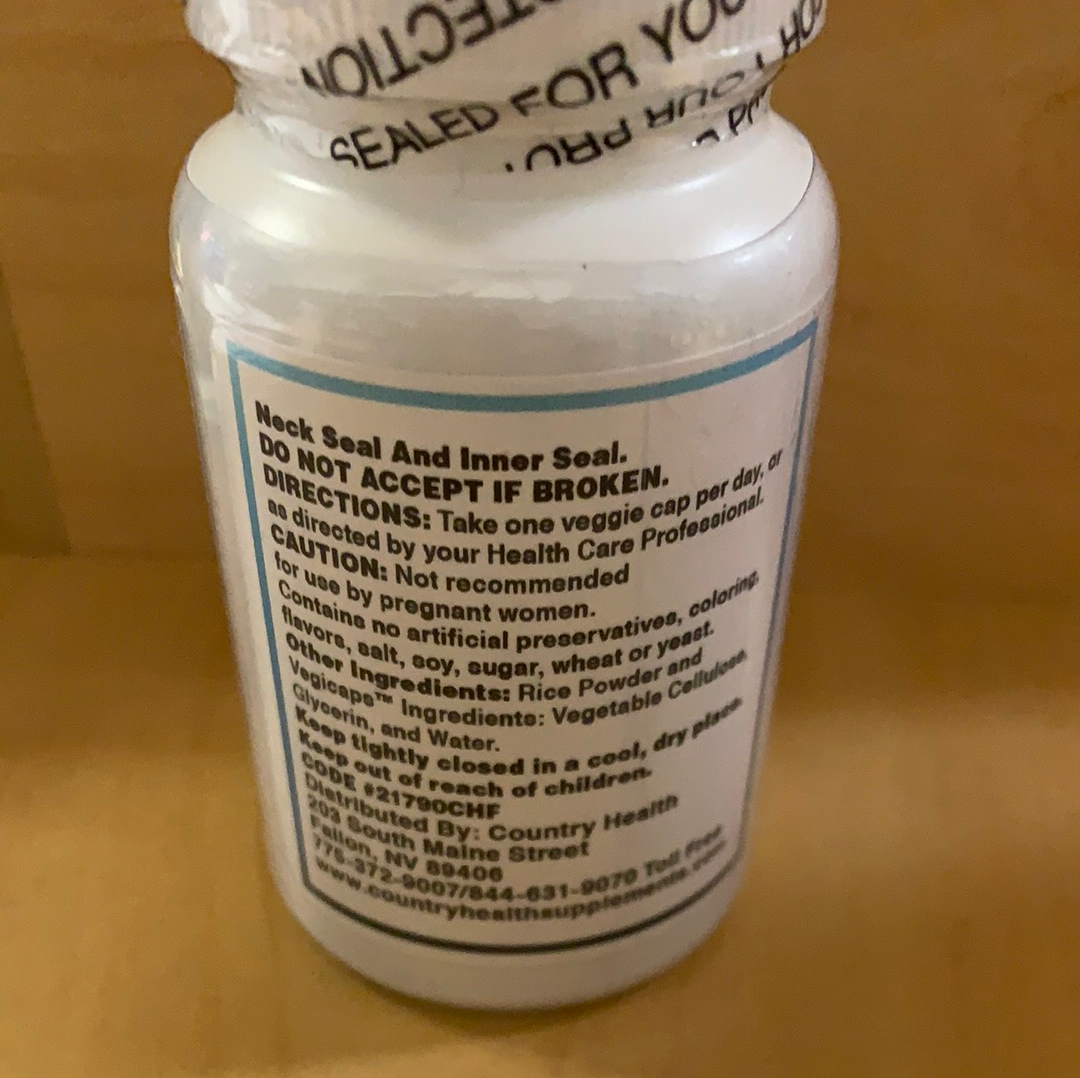 PROTECTION
SEALED FOR YOUR
YOUR PROT
Neck Seal And Inner Seal.
DO NOT ACCEPT IF BROKEN.
DIRECTIONS: Take one veggie cap per day, or
as directed by your Health Care Professional.
CAUTION: Not recommended
for use by pregnant women.
Contains no artificial preservatives, coloring,
flavors, salt, soy, sugar, wheat or yeast.
Other Ingredients: Rice Powder and
Vegicaps™ Ingredients: Vegetable Cellulose,
Glycerin, and Water.
Keep tightly closed in a cool, dry place.
Keep out of reach of children.
CODE #21790CHF
Distributed By: Country Health
203 South Maine Street
Fallon, NV 89406
775-372-9007/844-631-9079 Toll Free
www.countryhealthsupplements.com